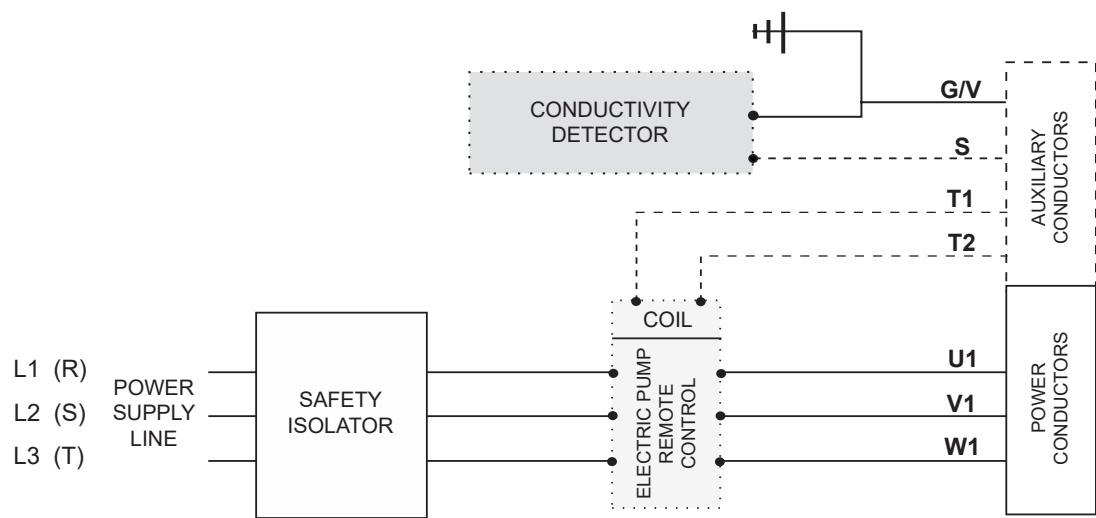 CONDUCTIVITY
DETECTOR
G/V
S
T1
T2
AUXILIARY
CONDUCTORS
COIL
L1 (R)
L2 (S)
L3 (T)
POWER
SUPPLY
LINE
SAFETY
ISOLATOR
ELECTRIC PUMP
REMOTE
CONTROL
U1
V1
W1
POWER
CONDUCTORS